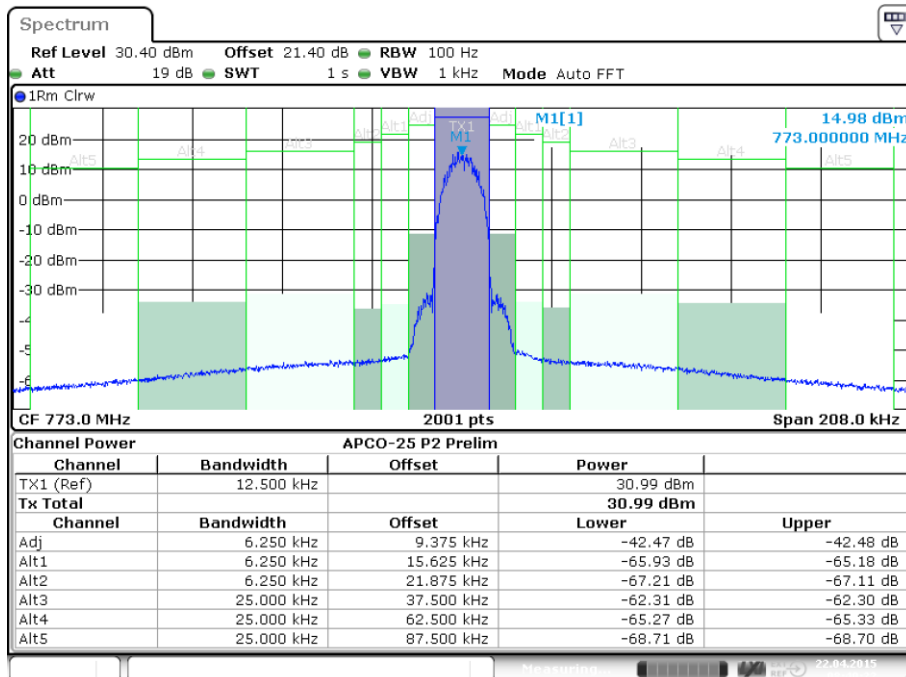 Spectrum
Ref Level 30.40 dBm Offset 21.40 dB RBW 100 Hz
Att 19 dB SWT 1 s VBW 1 kHz Mode Auto FFT
1Rm Clrw
Adj TX1 Adj M1[1] 14.98 dBm
20 dBm Alt2 Alt1 M1 Alt1 Alt2 773.000000 MHz
Alt5 Alt4 Alt3 Alt3 Alt4 Alt5
10 dBm
0 dBm
-10 dBm
-20 dBm
-30 dBm
-4
-5
-6
CF 773.0 MHz 2001 pts Span 208.0 kHz
Channel Power APCO-25 P2 Prelim
Channel Bandwidth Offset Power
TX1 (Ref) 12.500 kHz 30.99 dBm
Tx Total 30.99 dBm
Channel Bandwidth Offset Lower Upper
Adj 6.250 kHz 9.375 kHz -42.47 dB -42.48 dB
Alt1 6.250 kHz 15.625 kHz -65.93 dB -65.18 dB
Alt2 6.250 kHz 21.875 kHz -67.21 dB -67.11 dB
Alt3 25.000 kHz 37.500 kHz -62.31 dB -62.30 dB
Alt4 25.000 kHz 62.500 kHz -65.27 dB -65.33 dB
Alt5 25.000 kHz 87.500 kHz -68.71 dB -68.70 dB
Measuring 22.04.2015